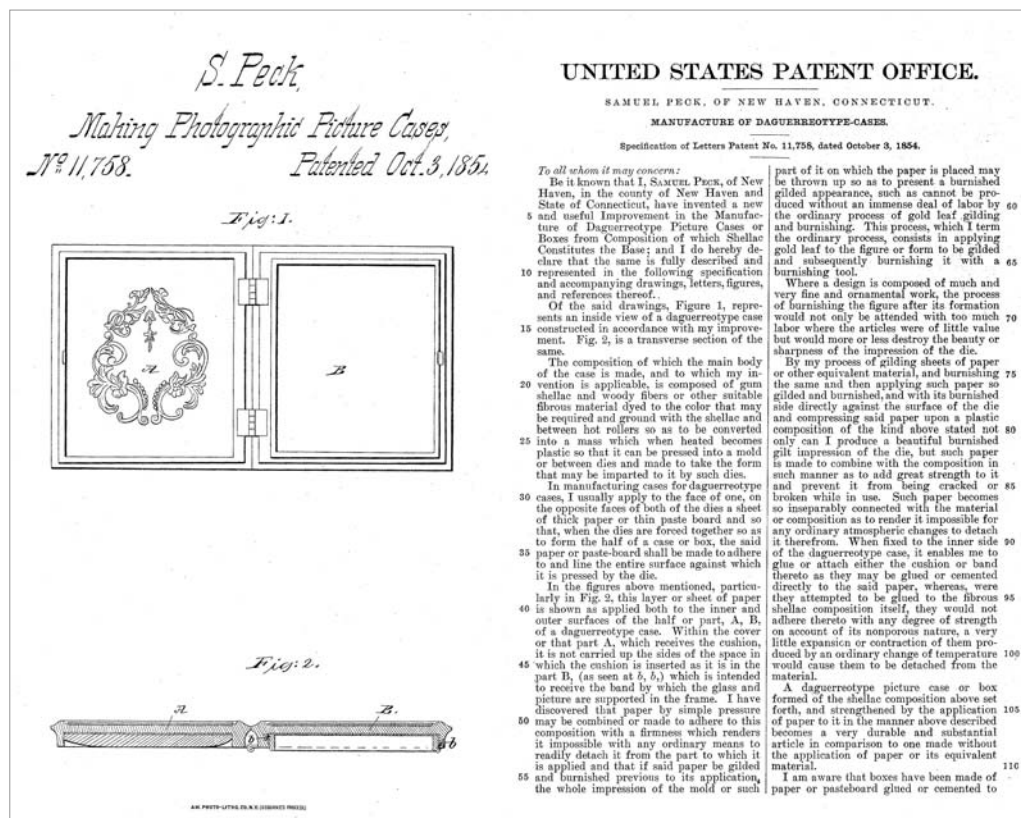 S. Peck,
Making Photographic Picture Cases,
No. 11,758.
Patented Oct. 3, 1854.
Fig: 1.
A
B
Fig: 2.
A
B.
b
b
AM. PHOTO-LITHO. CO. N.Y. (OSBORNE'S PROCESS)
UNITED STATES PATENT OFFICE.
SAMUEL PECK, OF NEW HAVEN, CONNECTICUT.
MANUFACTURE OF DAGUERREOTYPE-CASES.
Specification of Letters Patent No. 11,758, dated October 3, 1854.
To all whom it may concern:
Be it known that I, SAMUEL PECK, of New
Haven, in the county of New Haven and
State of Connecticut, have invented a new
5 and useful Improvement in the Manufac-
ture of Daguerreotype Picture Cases or
Boxes from Composition of which Shellac
Constitutes the Base; and I do hereby de-
clare that the same is fully described and
10 represented in the following specification
and accompanying drawings, letters, figures,
and references thereof..
Of the said drawings, Figure 1, repre-
sents an inside view of a daguerreotype case
15 constructed in accordance with my improve-
ment. Fig. 2, is a transverse section of the
same.
The composition of which the main body
of the case is made, and to which my in-
20 vention is applicable, is composed of gum
shellac and woody fibers or other suitable
fibrous material dyed to the color that may
be required and ground with the shellac and
between hot rollers so as to be converted
25 into a mass which when heated becomes
plastic so that it can be pressed into a mold
or between dies and made to take the form
that may be imparted to it by such dies.
In manufacturing cases for daguerreotype
30 cases, I usually apply to the face of one, on
the opposite faces of both of the dies a sheet
of thick paper or thin paste board and so
that, when the dies are forced together so as
to form the half of a case or box, the said
35 paper or paste-board shall be made to adhere
to and line the entire surface against which
it is pressed by the die.
In the figures above mentioned, particu-
larly in Fig. 2, this layer or sheet of paper
40 is shown as applied both to the inner and
outer surfaces of the half or part, A, B,
of a daguerreotype case. Within the cover
or that part A, which receives the cushion,
it is not carried up the sides of the space in
45 which the cushion is inserted as it is in the
part B, (as seen at b, b,) which is intended
to receive the band by which the glass and
picture are supported in the frame. I have
discovered that paper by simple pressure
50 may be combined or made to adhere to this
composition with a firmness which renders
it impossible with any ordinary means to
readily detach it from the part to which it
is applied and that if said paper be gilded
55 and burnished previous to its application,
the whole impression of the mold or such
part of it on which the paper is placed may
be thrown up so as to present a burnished
gilded appearance, such as cannot be pro-
duced without an immense deal of labor by 60
the ordinary process of gold leaf gilding
and burnishing. This process, which I term
the ordinary process, consists in applying
gold leaf to the figure or form to be gilded
and subsequently burnishing it with a 65
burnishing tool.
Where a design is composed of much and
very fine and ornamental work, the process
of burnishing the figure after its formation
would not only be attended with too much 70
labor where the articles were of little value
but would more or less destroy the beauty or
sharpness of the impression of the die.
By my process of gilding sheets of paper
or other equivalent material, and burnishing 75
the same and then applying such paper so
gilded and burnished, and with its burnished
side directly against the surface of the die
and compressing said paper upon a plastic
composition of the kind above stated not 80
only can I produce a beautiful burnished
gilt impression of the die, but such paper
is made to combine with the composition in
such manner as to add great strength to it
and prevent it from being cracked or 85
broken while in use. Such paper becomes
so inseparably connected with the material
or composition as to render it impossible for
any ordinary atmospheric changes to detach
it therefrom. When fixed to the inner side 90
of the daguerreotype case, it enables me to
glue or attach either the cushion or band
thereto as they may be glued or cemented
directly to the said paper, whereas, were
they attempted to be glued to the fibrous 95
shellac composition itself, they would not
adhere thereto with any degree of strength
on account of its nonporous nature, a very
little expansion or contraction of them pro-
duced by an ordinary change of temperature 100
would cause them to be detached from the
material.
A daguerreotype picture case or box
formed of the shellac composition above set
forth, and strengthened by the application 105
of paper to it in the manner above described
becomes a very durable and substantial
article in comparison to one made without
the application of paper or its equivalent
material. 110
I am aware that boxes have been made of
paper or pasteboard glued or cemented to